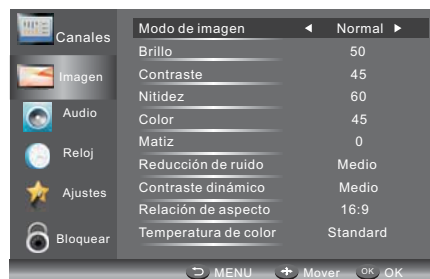 Canales
Imagen
Audio
Reloj
Ajustes
Bloquear
Modo de imagen ◀ Normal ▶
Brillo 50
Contraste 45
Nitidez 60
Color 45
Matiz 0
Reducción de ruido Medio
Contraste dinámico Medio
Relación de aspecto 16:9
Temperatura de color Standard
MENU Mover OK OK